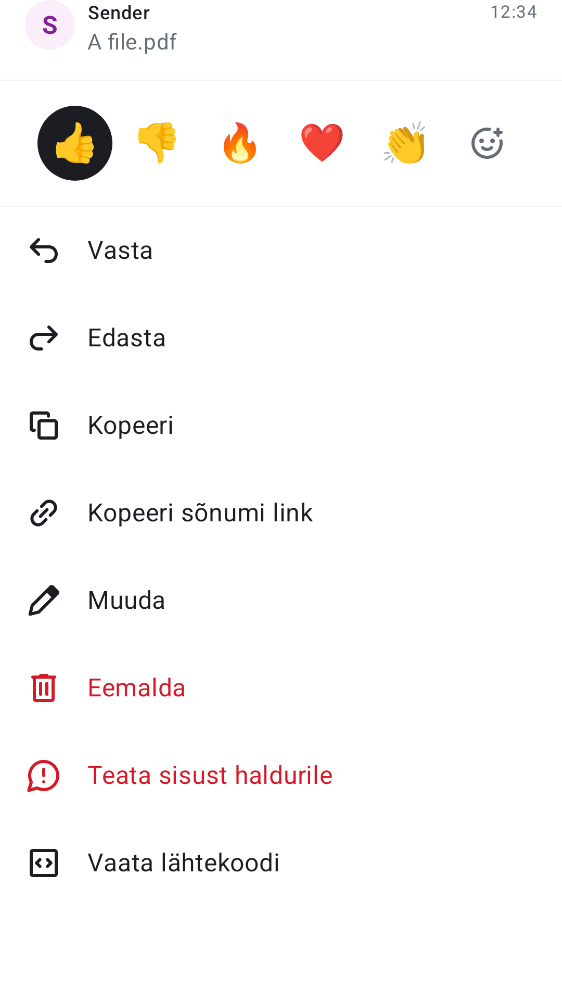 S
Sender
12:34
A file.pdf
Vasta
Edasta
Kopeeri
Kopeeri sõnumi link
Muuda
Eemalda
Teata sisust haldurile
Vaata lähtekoodi